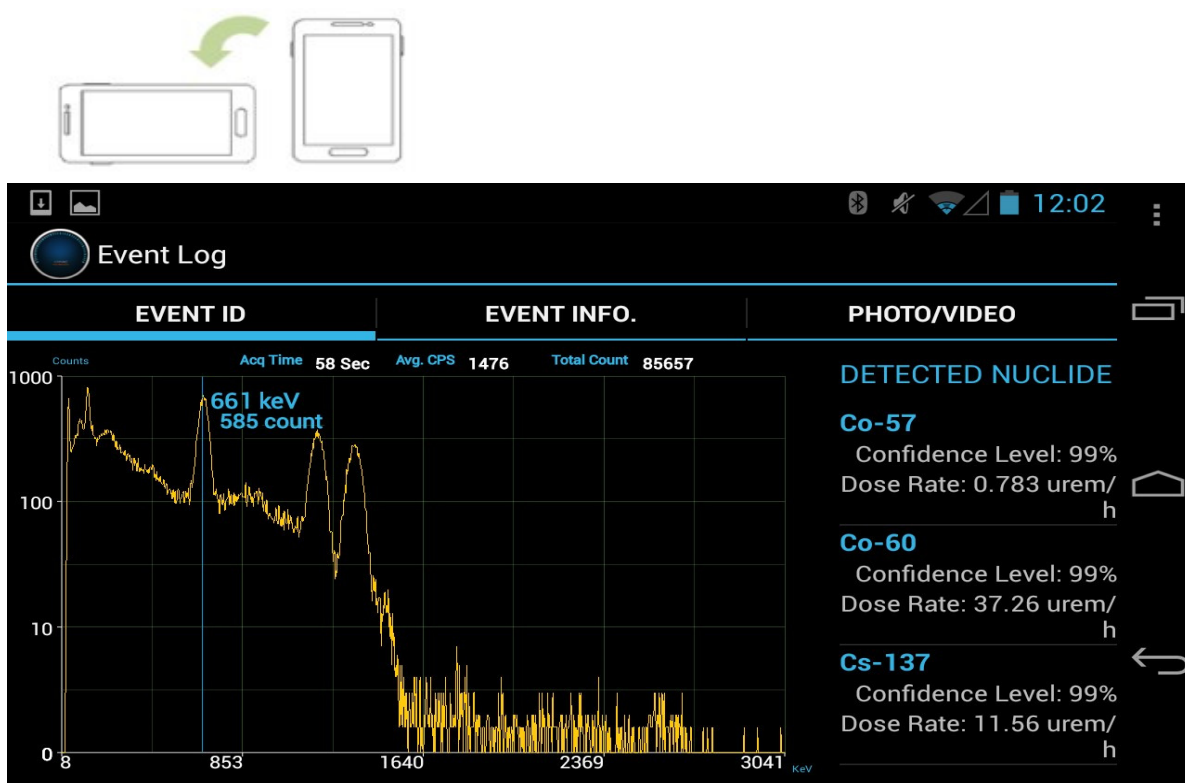 12:02
Event Log
EVENT ID
EVENT INFO.
PHOTO/VIDEO
Counts
Acq Time 58 Sec Avg. CPS 1476 Total Count 85657
1000
661 keV
585 count
100
10
0
8 853 1640 2369 3041 KeV
DETECTED NUCLIDE
Co-57
Confidence Level: 99%
Dose Rate: 0.783 urem/
h
Co-60
Confidence Level: 99%
Dose Rate: 37.26 urem/
h
Cs-137
Confidence Level: 99%
Dose Rate: 11.56 urem/
h